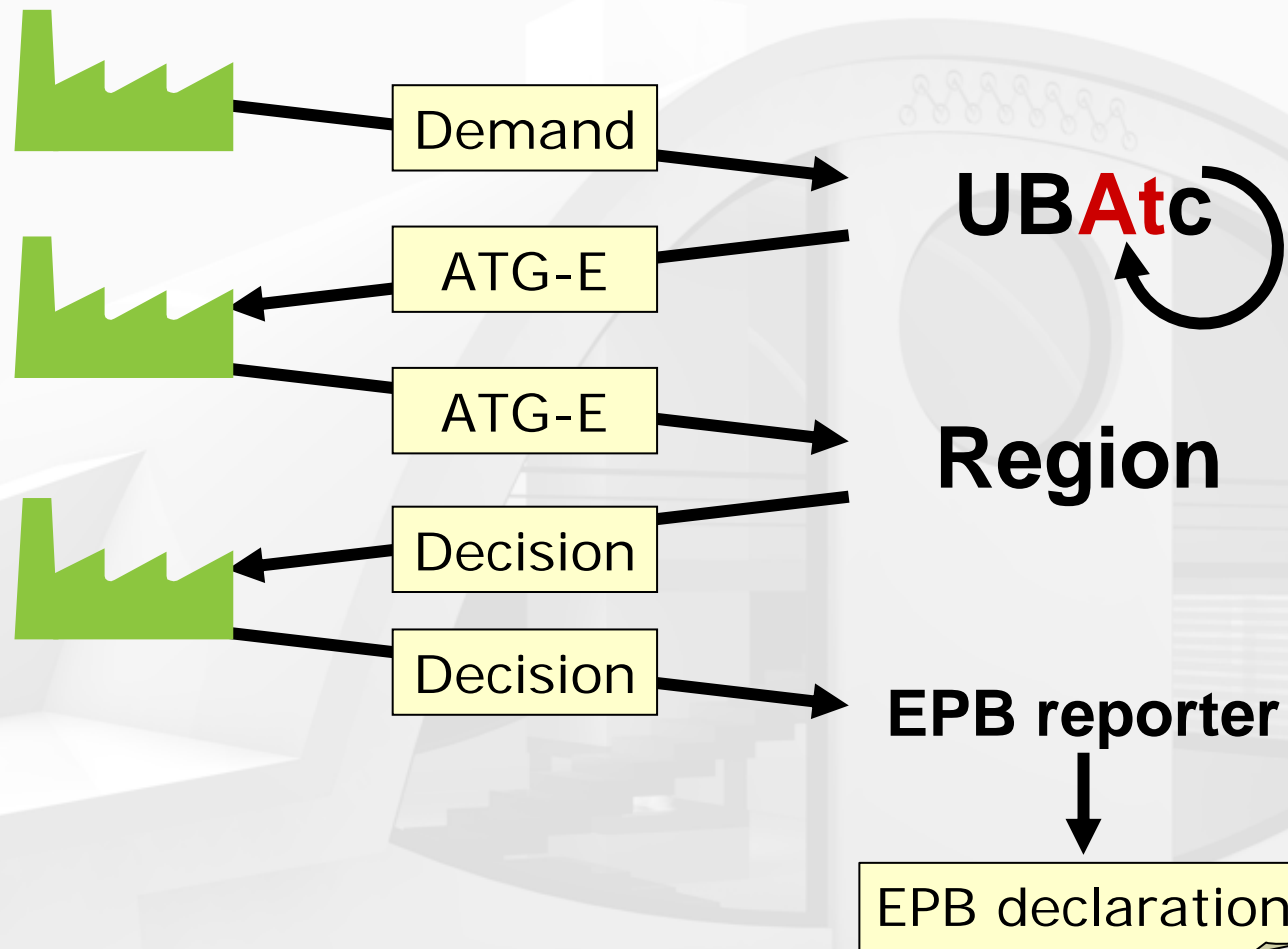 Demand
UBAtc
ATG-E
ATG-E
Region
Decision
Decision
EPB reporter
EPB declaration